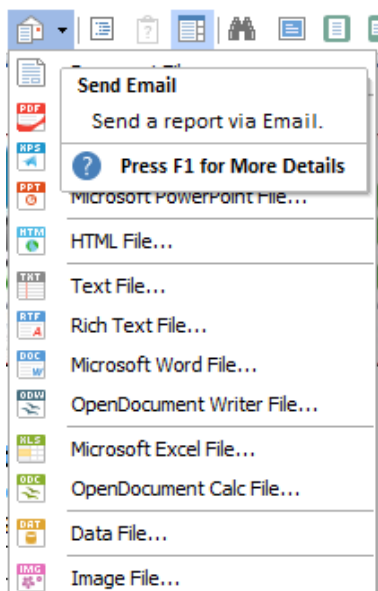 Send Email
Send a report via Email.
Press F1 for More Details
PDF
XPS
PPT
Microsoft PowerPoint File...
HTM
HTML File...
TXT
Text File...
RTF
Rich Text File...
DOC
Microsoft Word File...
ODW
OpenDocument Writer File...
XLS
Microsoft Excel File...
ODC
OpenDocument Calc File...
DAT
Data File...
IMG
Image File...